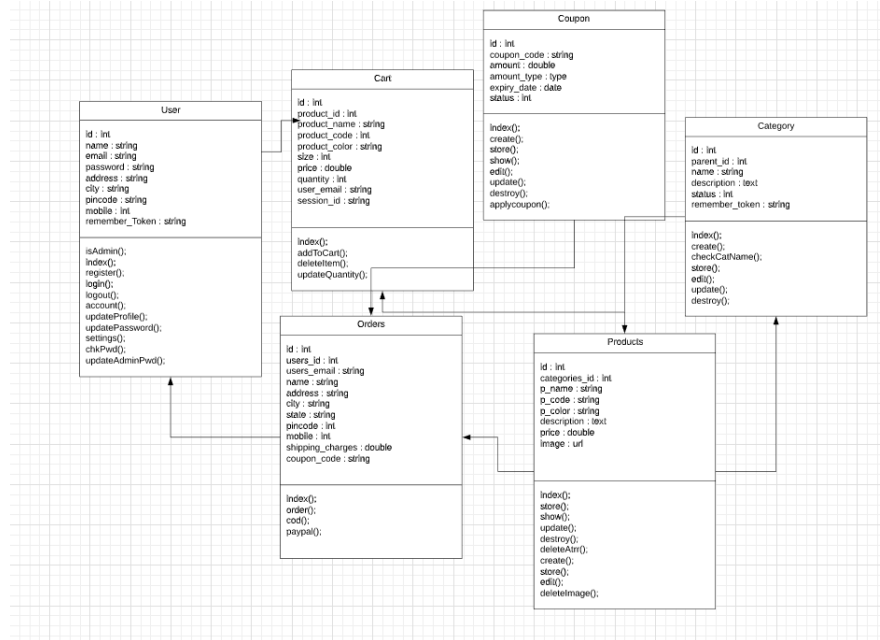 Coupon
id : int
coupon_code : string
amount : double
amount_type : type
expiry_date : date
status : int
index();
create();
store();
show();
edit();
update();
destroy();
applycoupon();
Cart
id : int
product_id : int
product_name : string
product_code : int
product_color : string
size : int
price : double
quantity : int
user_email : string
session_id : string
index();
addToCart();
deleteItem();
updateQuantity();
User
id : int
name : string
email : string
password : string
address : string
city : string
pincode : string
mobile : int
remember_Token : string
isAdmin();
index();
register();
login();
logout();
account();
updateProfile();
updatePassword();
settings();
chkPwd();
updateAdminPwd();
Category
id : int
parent_id : int
name : string
description : text
status : int
remember_token : string
index();
create();
checkCatName();
store();
edit();
update();
destroy();
Orders
id : int
users_id : int
users_email : string
name : string
address : string
city : string
state : string
pincode : int
mobile : int
shipping_charges : double
coupon_code : string
index();
order();
cod();
paypal();
Products
id : int
categories_id : int
p_name : string
p_code : string
p_color : string
description : text
price : double
image : url
index();
store();
show();
update();
destroy();
deleteAtrr();
create();
store();
edit();
deleteImage();